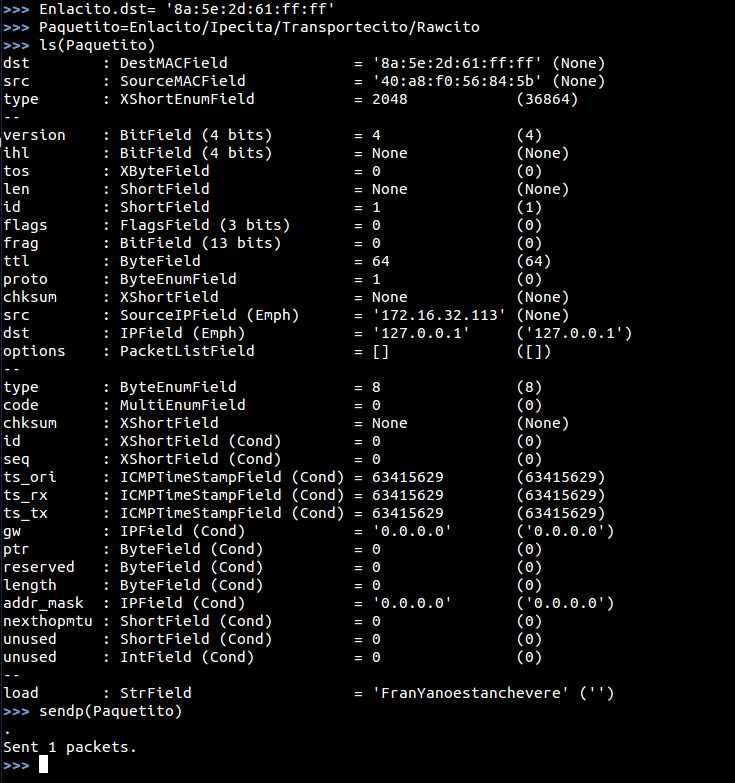 >>> Enlacito.dst= '8a:5e:2d:61:ff:ff'
>>> Paquetito=Enlacito/Ipecita/Transportecito/Rawcito
>>> ls(Paquetito)
dst        : DestMACField                        = '8a:5e:2d:61:ff:ff' (None)
src        : SourceMACField                      = '40:a8:f0:56:84:5b' (None)
type       : XShortEnumField                     = 2048            (36864)
--
version    : BitField (4 bits)                   = 4               (4)
ihl        : BitField (4 bits)                   = None            (None)
tos        : XByteField                          = 0               (0)
len        : ShortField                          = None            (None)
id         : ShortField                          = 1               (1)
flags      : FlagsField (3 bits)                 = 0               (0)
frag       : BitField (13 bits)                  = 0               (0)
ttl        : ByteField                           = 64              (64)
proto      : ByteEnumField                       = 1               (0)
chksum     : XShortField                         = None            (None)
src        : SourceIPField (Emph)                = '172.16.32.113' (None)
dst        : IPField (Emph)                      = '127.0.0.1'     ('127.0.0.1')
options    : PacketListField                     = []              ([])
--
type       : ByteEnumField                       = 8               (8)
code       : MultiEnumField                      = 0               (0)
chksum     : XShortField                         = None            (None)
id         : XShortField (Cond)                  = 0               (0)
seq        : XShortField (Cond)                  = 0               (0)
ts_ori     : ICMPTimeStampField (Cond) = 63415629        (63415629)
ts_rx      : ICMPTimeStampField (Cond) = 63415629        (63415629)
ts_tx      : ICMPTimeStampField (Cond) = 63415629        (63415629)
gw         : IPField (Cond)                      = '0.0.0.0'       ('0.0.0.0')
ptr        : ByteField (Cond)                    = 0               (0)
reserved   : ByteField (Cond)                    = 0               (0)
length     : ByteField (Cond)                    = 0               (0)
addr_mask  : IPField (Cond)                      = '0.0.0.0'       ('0.0.0.0')
nexthopmtu : ShortField (Cond)                   = 0               (0)
unused     : ShortField (Cond)                   = 0               (0)
unused     : IntField (Cond)                     = 0               (0)
--
load       : StrField                            = 'FranYanoestanchevere' ('')
>>> sendp(Paquetito)
.
Sent 1 packets.
>>>